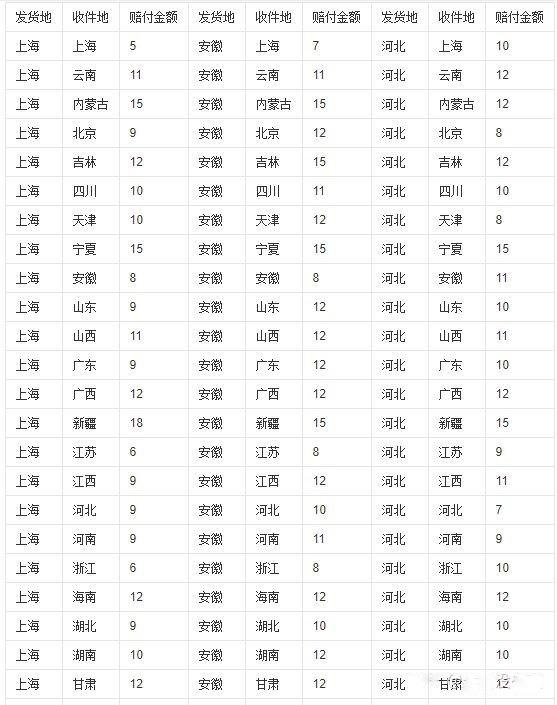 发货地 收件地 赔付金额 发货地 收件地 赔付金额 发货地 收件地 赔付金额
上海 上海 5 安徽 上海 7 河北 上海 10
上海 云南 11 安徽 云南 11 河北 云南 12
上海 内蒙古 15 安徽 内蒙古 15 河北 内蒙古 12
上海 北京 9 安徽 北京 12 河北 北京 8
上海 吉林 12 安徽 吉林 15 河北 吉林 12
上海 四川 10 安徽 四川 11 河北 四川 10
上海 天津 10 安徽 天津 12 河北 天津 8
上海 宁夏 15 安徽 宁夏 15 河北 宁夏 15
上海 安徽 8 安徽 安徽 8 河北 安徽 11
上海 山东 9 安徽 山东 12 河北 山东 10
上海 山西 11 安徽 山西 12 河北 山西 11
上海 广东 9 安徽 广东 12 河北 广东 10
上海 广西 12 安徽 广西 12 河北 广西 12
上海 新疆 18 安徽 新疆 15 河北 新疆 15
上海 江苏 6 安徽 江苏 8 河北 江苏 9
上海 江西 9 安徽 江西 12 河北 江西 11
上海 河北 9 安徽 河北 10 河北 河北 7
上海 河南 9 安徽 河南 11 河北 河南 9
上海 浙江 6 安徽 浙江 8 河北 浙江 10
上海 海南 12 安徽 海南 12 河北 海南 12
上海 湖北 9 安徽 湖北 10 河北 湖北 10
上海 湖南 10 安徽 湖南 12 河北 湖南 10
上海 甘肃 12 安徽 甘肃 12 河北 甘肃 12